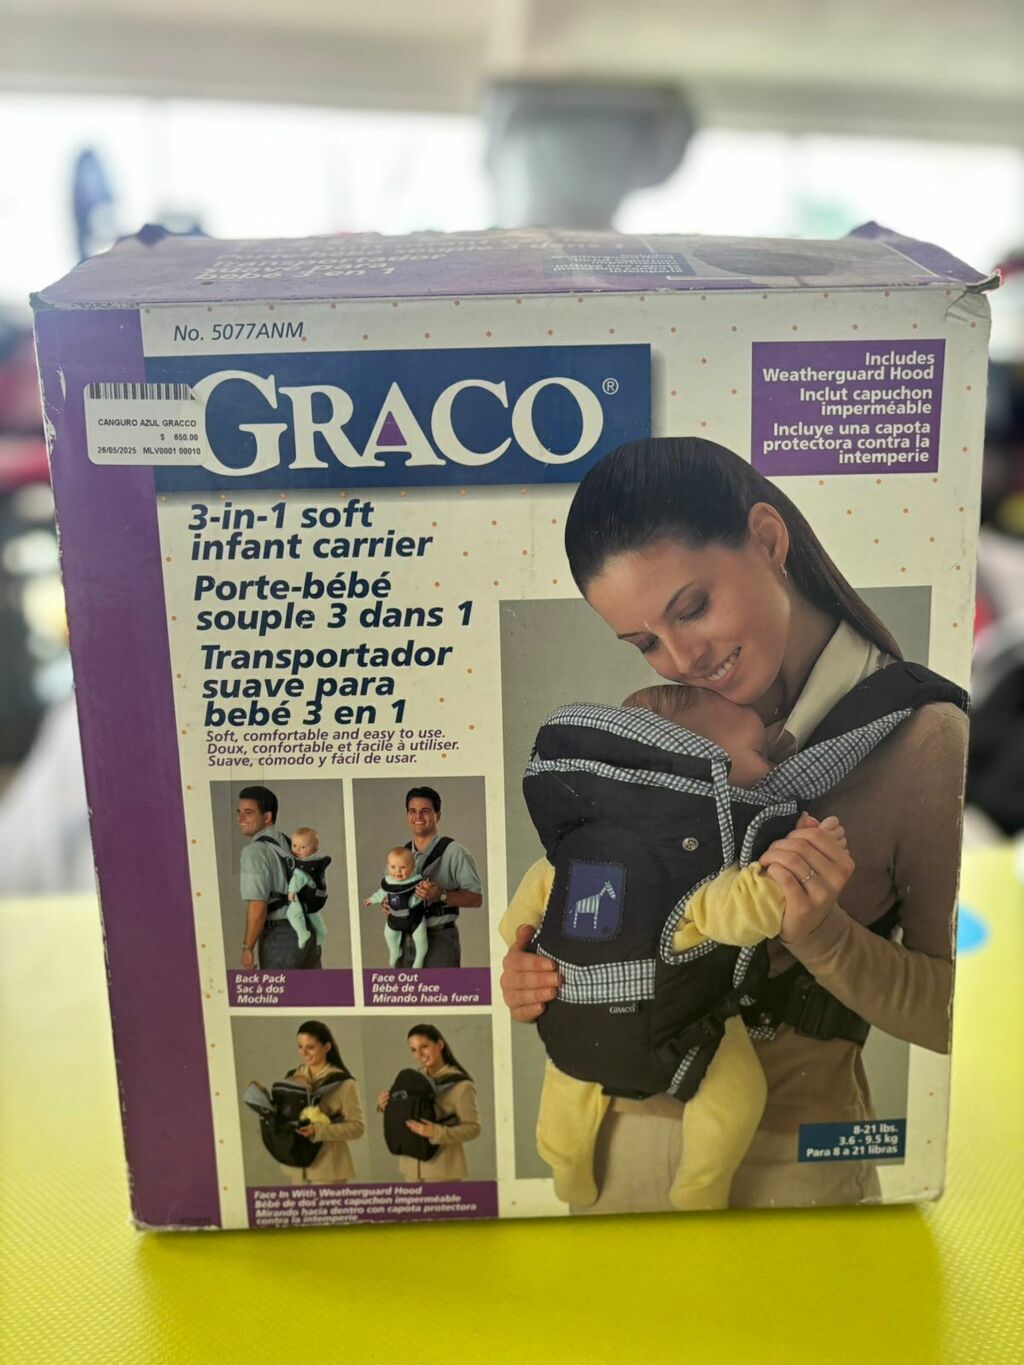 No. 5077ANM
GRACO®
CANGURO AZUL GRACCO
$ 650.00
26/05/2025 MLV0001 00010
Includes
Weatherguard Hood
Inclut capuchon
imperméable
Incluye una capota
protectora contra la
intemperie
3-in-1 soft
infant carrier
Porte-bébé
souple 3 dans 1
Transportador
suave para
bebé 3 en 1
Soft, comfortable and easy to use.
Doux, confortable et facile à utiliser.
Suave, cómodo y fácil de usar.
Back Pack
Sac à dos
Mochila
Face Out
Bébé de face
Mirando hacia fuera
GRACO
Face In With Weatherguard Hood
Bébé de dos avec capuchon imperméable
Mirando hacia dentro con capota protectora
contra la intemperie
8-21 lbs.
3.6 - 9.5 kg
Para 8 a 21 libras